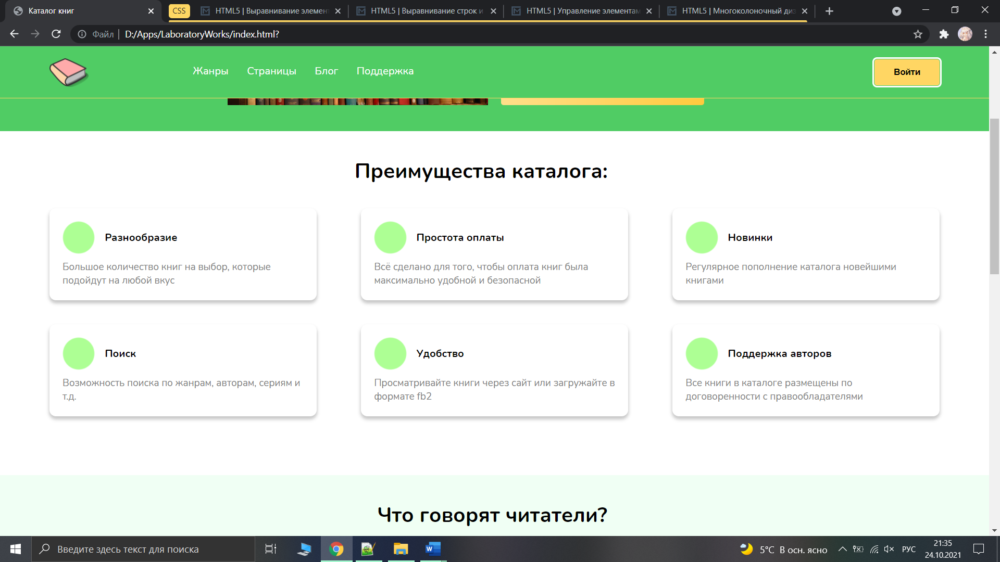 Каталог книг
CSS
HTML5 | Выравнивание элемен
HTML5 | Выравнивание строк и
HTML5 | Управление элементам
HTML5 | Многоколоночный диз
Файл | D:/Apps/LaboratoryWorks/index.html?
Жанры Страницы Блог Поддержка
Войти
Преимущества каталога:
Разнообразие
Большое количество книг на выбор, которые
подойдут на любой вкус
Простота оплаты
Всё сделано для того, чтобы оплата книг была
максимально удобной и безопасной
Новинки
Регулярное пополнение каталога новейшими
книгами
Поиск
Возможность поиска по жанрам, авторам, сериям и
т.д.
Удобство
Просматривайте книги через сайт или загружайте в
формате fb2
Поддержка авторов
Все книги в каталоге размещены по
договоренности с правообладателями
Что говорят читатели?
Введите здесь текст для поиска
5°C В осн. ясно
РУС
21:35
24.10.2021